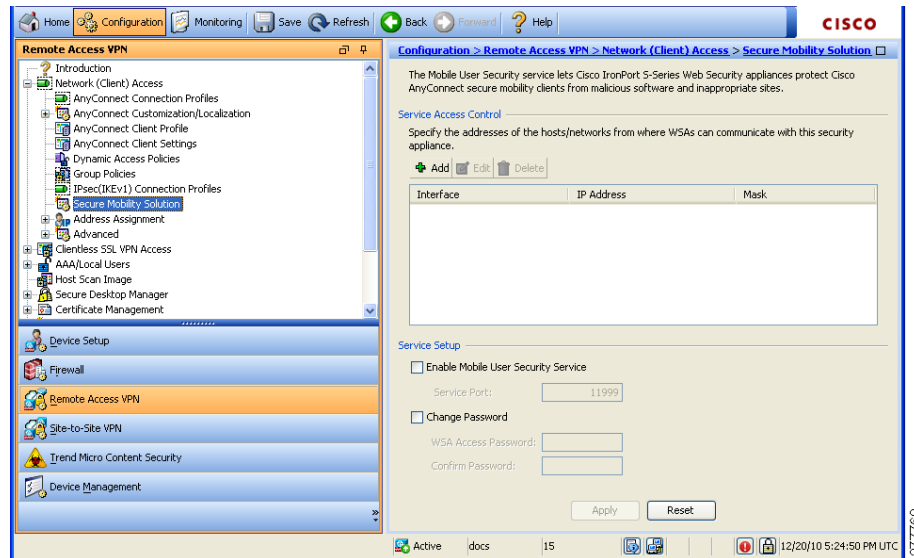 Home Configuration Monitoring Save Refresh Back Forward Help
CISCO
Remote Access VPN
Introduction
Network (Client) Access
AnyConnect Connection Profiles
AnyConnect Customization/Localization
AnyConnect Client Profile
AnyConnect Client Settings
Dynamic Access Policies
Group Policies
IPsec(IKEv1) Connection Profiles
Secure Mobility Solution
Address Assignment
Advanced
Clientless SSL VPN Access
AAA/Local Users
Host Scan Image
Secure Desktop Manager
Certificate Management
Device Setup
Firewall
Remote Access VPN
Site-to-Site VPN
Trend Micro Content Security
Device Management
Configuration > Remote Access VPN > Network (Client) Access > Secure Mobility Solution
The Mobile User Security service lets Cisco IronPort S-Series Web Security appliances protect Cisco
AnyConnect secure mobility clients from malicious software and inappropriate sites.
Service Access Control
Specify the addresses of the hosts/networks from where WSAs can communicate with this security
appliance.
Add Edit Delete
Interface IP Address Mask
Service Setup
Enable Mobile User Security Service
Service Port: 11999
Change Password
WSA Access Password:
Confirm Password:
Apply Reset
Active docs 15 12/20/10 5:24:50 PM UTC